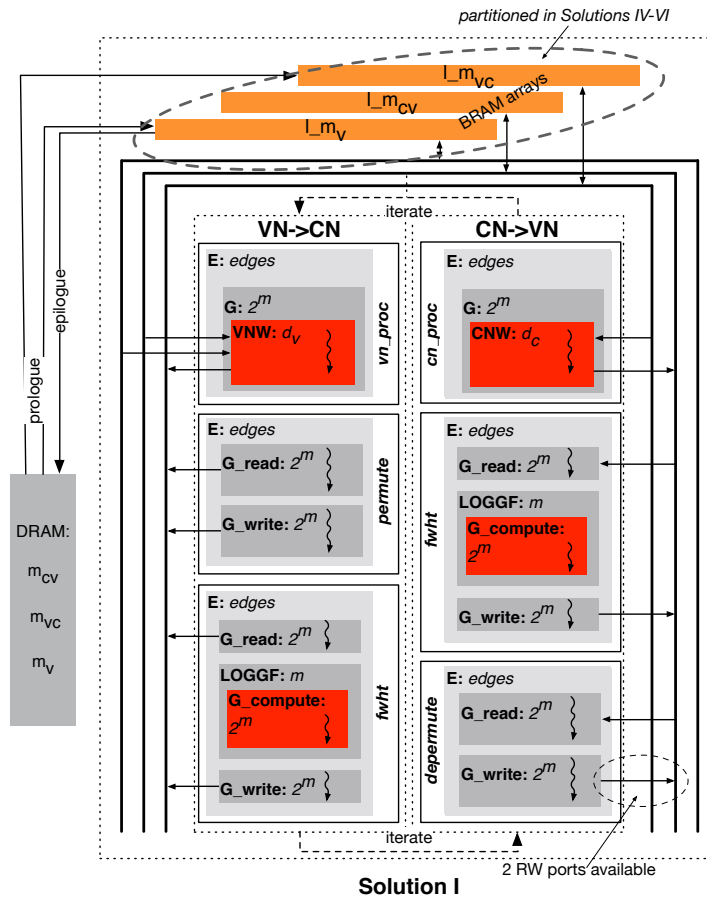 partitioned in Solutions IV-VI
l_m_vc
l_m_cv
BRAM arrays
l_m_v
iterate
VN->CN
CN->VN
E: edges
G: 2^m
VNW: d_v
vn_proc
E: edges
G: 2^m
CNW: d_c
cn_proc
epilogue
prologue
E: edges
G_read: 2^m
G_write: 2^m
permute
E: edges
G_read: 2^m
LOGGF: m
G_compute:
2^m
G_write: 2^m
fwht
DRAM:
m_cv
m_vc
m_v
E: edges
G_read: 2^m
LOGGF: m
G_compute:
2^m
G_write: 2^m
fwht
E: edges
G_read: 2^m
G_write: 2^m
depermute
iterate
2 RW ports available
Solution I